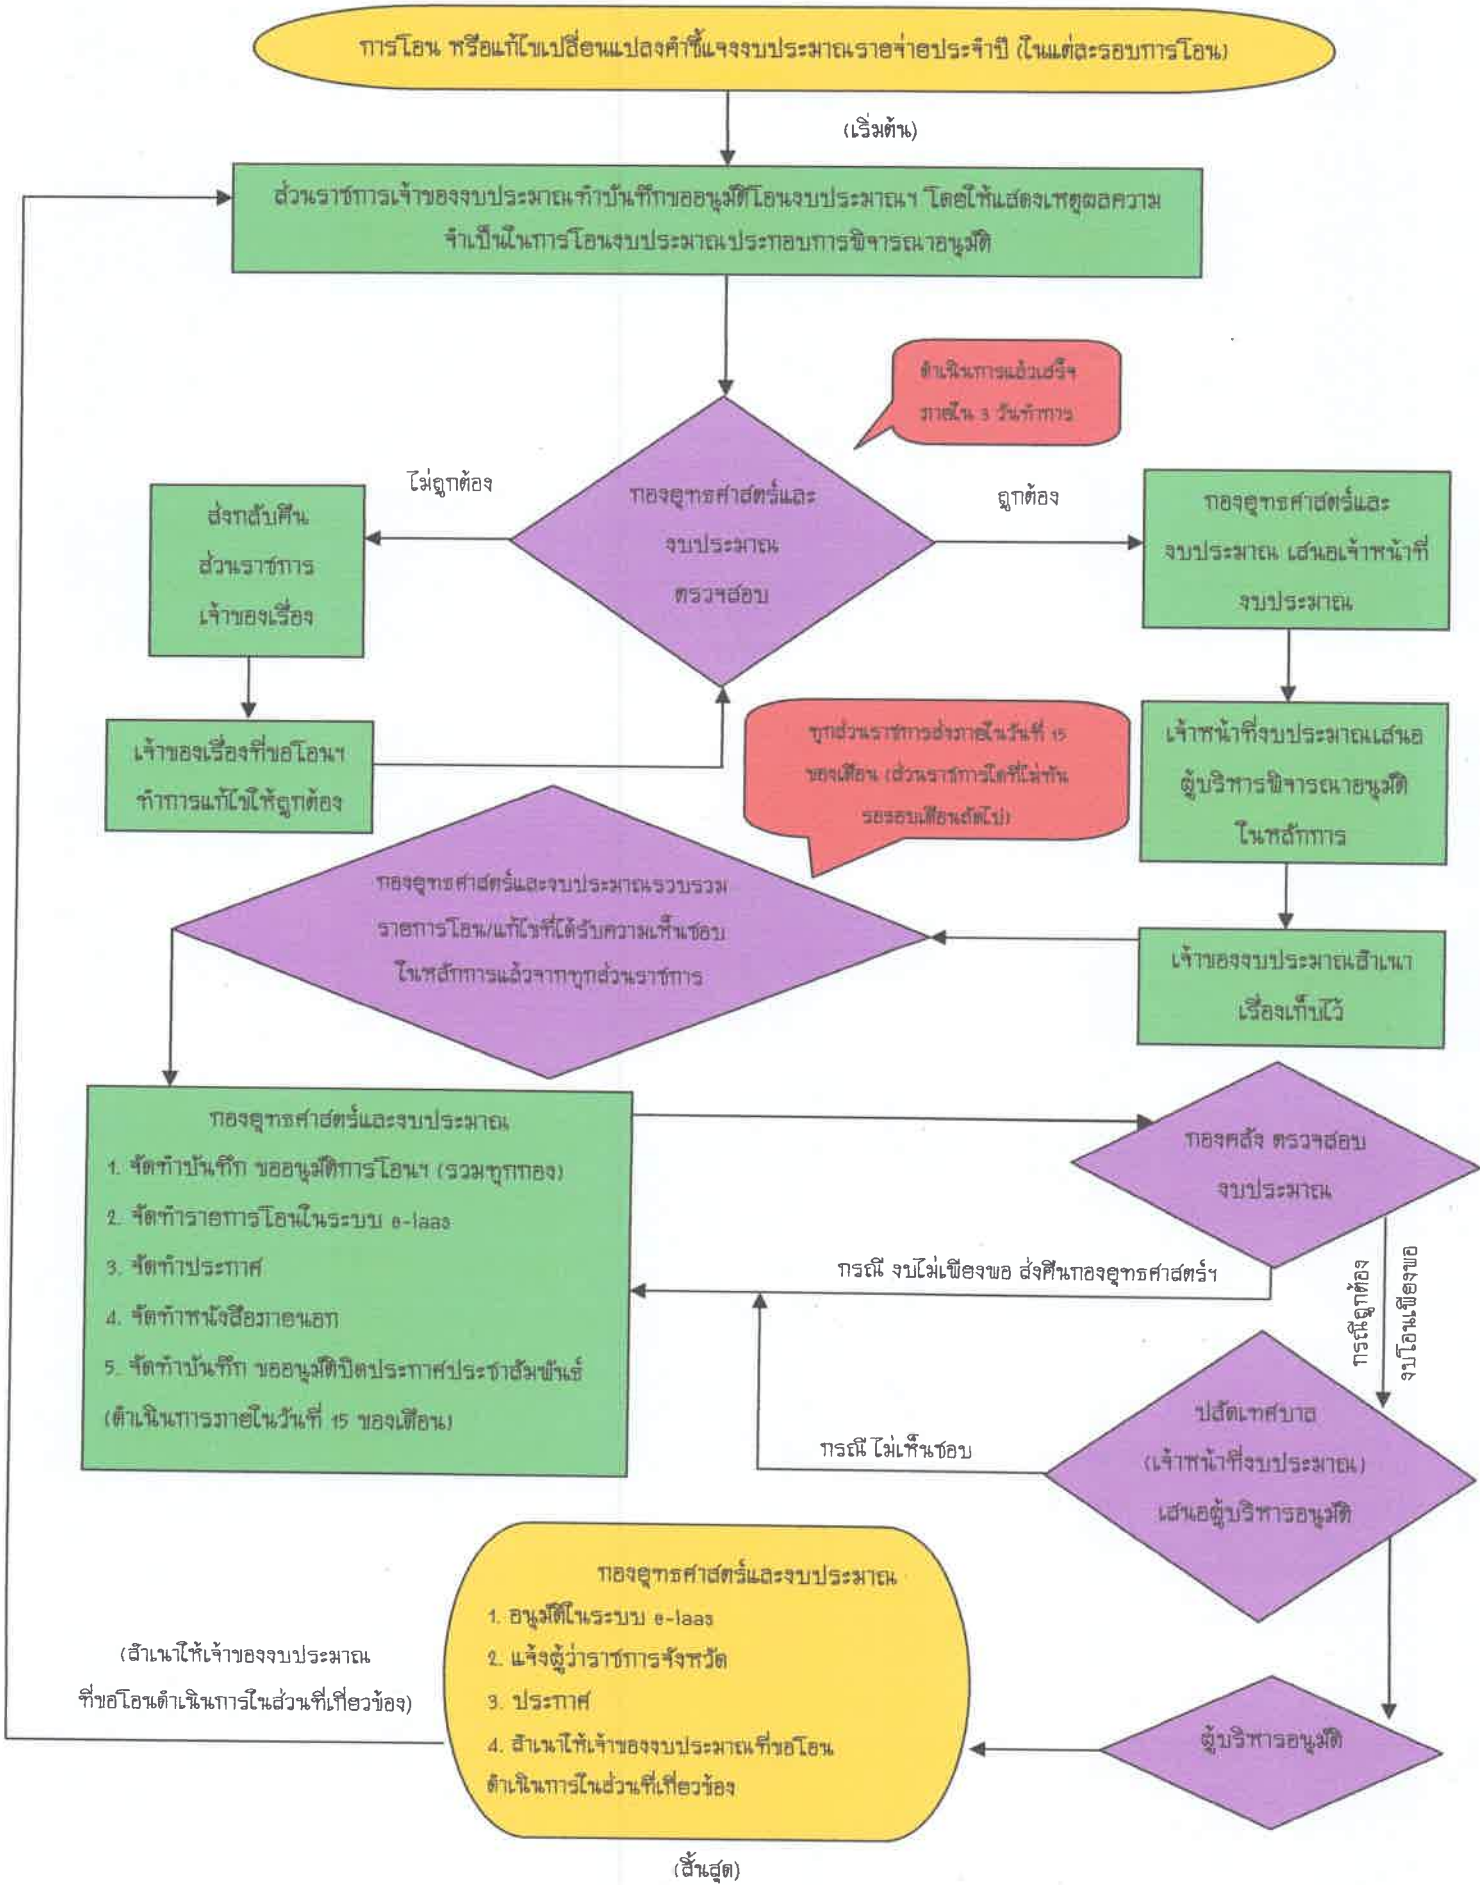 การโอน หรือแก้ไขเปลี่ยนแปลงคำชี้แจงงบประมาณรายจ่ายประจำปี (ในแต่ละรอบการโอน)
(เริ่มต้น)
ส่วนราชการเจ้าของงบประมาณทำบันทึกขออนุมัติโอนงบประมาณฯ โดยให้แสดงเหตุผลความ
จำเป็นในการโอนงบประมาณประกอบการพิจารณาอนุมัติ
ดำเนินการแล้วเสร็จ
ภายใน 3 วันทำการ
ไม่ถูกต้อง
ถูกต้อง
กองยุทธศาสตร์และ
งบประมาณ
ตรวจสอบ
ส่งกลับคืน
ส่วนราชการ
เจ้าของเรื่อง
กองยุทธศาสตร์และ
งบประมาณ เสนอเจ้าหน้าที่
งบประมาณ
เจ้าของเรื่องที่ขอโอนฯ
ทำการแก้ไขให้ถูกต้อง
ทุกส่วนราชการส่งภายในวันที่ 15
ของเดือน (ส่วนราชการใดที่ไม่ทัน
รอรอบเดือนถัดไป)
เจ้าหน้าที่งบประมาณเสนอ
ผู้บริหารพิจารณาอนุมัติ
ในหลักการ
กองยุทธศาสตร์และงบประมาณรวบรวม
รายการโอน/แก้ไขที่ได้รับความเห็นชอบ
ในหลักการแล้วจากทุกส่วนราชการ
เจ้าของงบประมาณสำเนา
เรื่องเก็บไว้
กองยุทธศาสตร์และงบประมาณ
1. จัดทำบันทึก ขออนุมัติการโอนฯ (รวมทุกกอง)
2. จัดทำรายการโอนในระบบ e-laas
3. จัดทำประกาศ
4. จัดทำหนังสือภายนอก
5. จัดทำบันทึก ขออนุมัติปิดประกาศประชาสัมพันธ์
(ดำเนินการภายในวันที่ 15 ของเดือน)
กองคลัง ตรวจสอบ
งบประมาณ
กรณี งบไม่เพียงพอ ส่งคืนกองยุทธศาสตร์ฯ
กรณีถูกต้อง
งบโอนเพียงพอ
ปลัดเทศบาล
(เจ้าหน้าที่งบประมาณ)
เสนอผู้บริหารอนุมัติ
กรณี ไม่เห็นชอบ
กองยุทธศาสตร์และงบประมาณ
1. อนุมัติในระบบ e-laas
2. แจ้งผู้ว่าราชการจังหวัด
3. ประกาศ
4. สำเนาให้เจ้าของงบประมาณที่ขอโอน
ดำเนินการในส่วนที่เกี่ยวข้อง
(สำเนาให้เจ้าของงบประมาณ
ที่ขอโอนดำเนินการในส่วนที่เกี่ยวข้อง)
ผู้บริหารอนุมัติ
(สิ้นสุด)